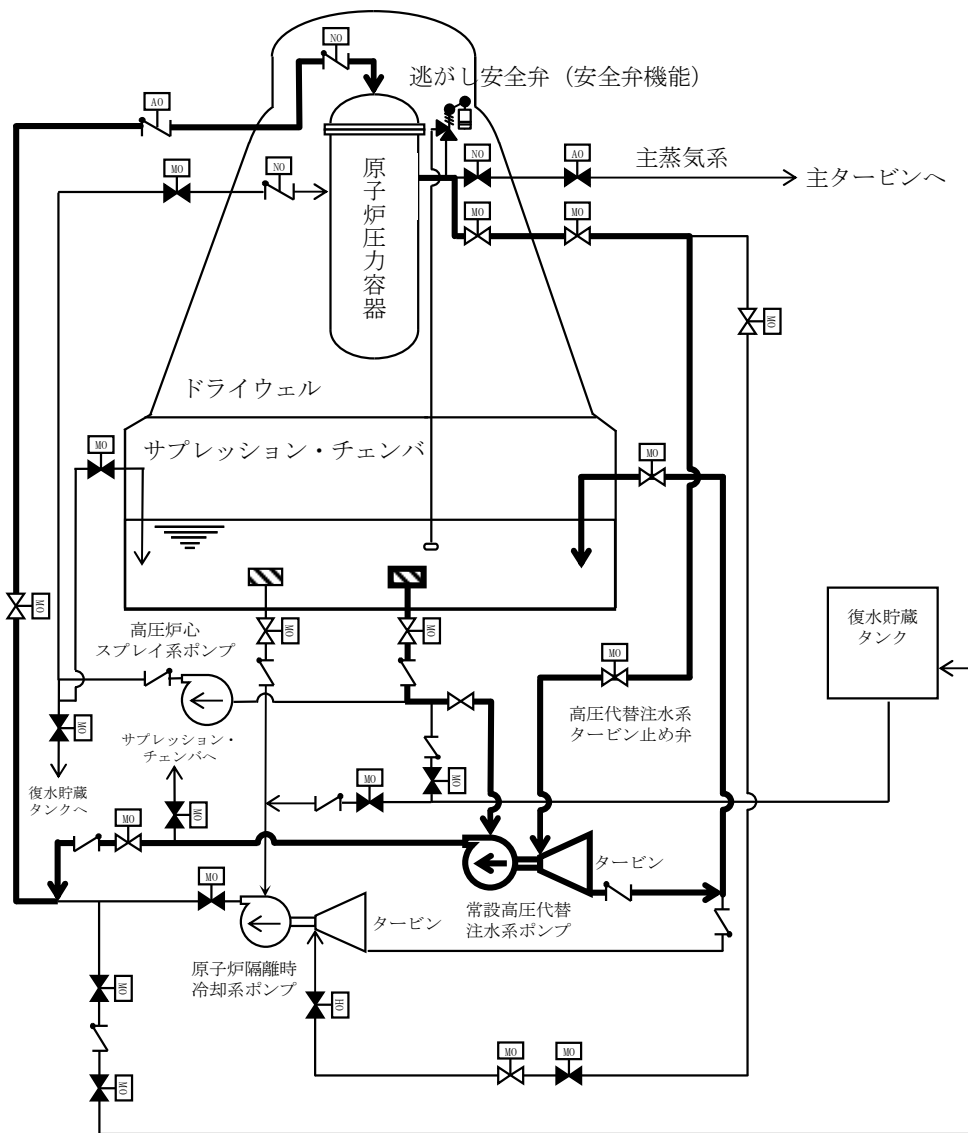 NO
逃がし安全弁（安全弁機能）
AO
MO
NO
原子炉圧力容器
NO
AO
主蒸気系
主タービンへ
MO
MO
MO
ドライウェル
MO
サプレッション・チェンバ
MO
MO
MO
MO
復水貯蔵
タンク
高圧炉心
スプレイ系ポンプ
MO
高圧代替注水系
タービン止め弁
MO
サプレッション・
チェンバへ
MO
MO
復水貯蔵
タンクへ
MO
MO
タービン
MO
タービン
常設高圧代替
注水系ポンプ
原子炉隔離時
冷却系ポンプ
MO
HO
MO
MO
MO